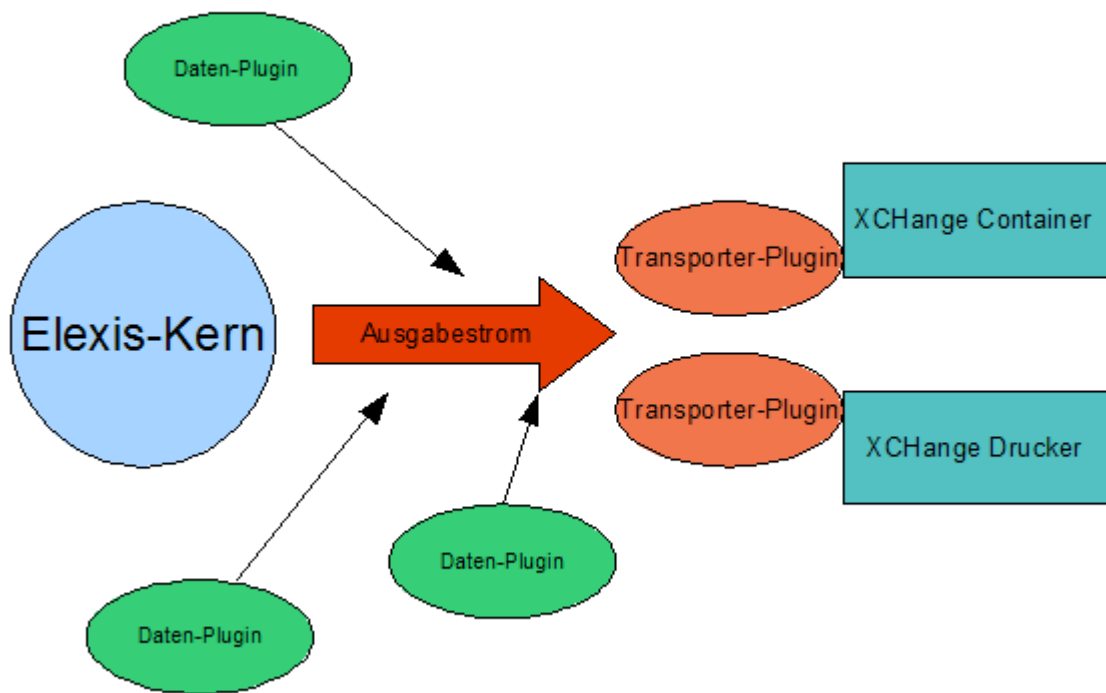 Daten-Plugin
XCHange Container
Transporter-Plugin
Elexis-Kern
Ausgabestrom
Transporter-Plugin
XCHange Drucker
Daten-Plugin
Daten-Plugin